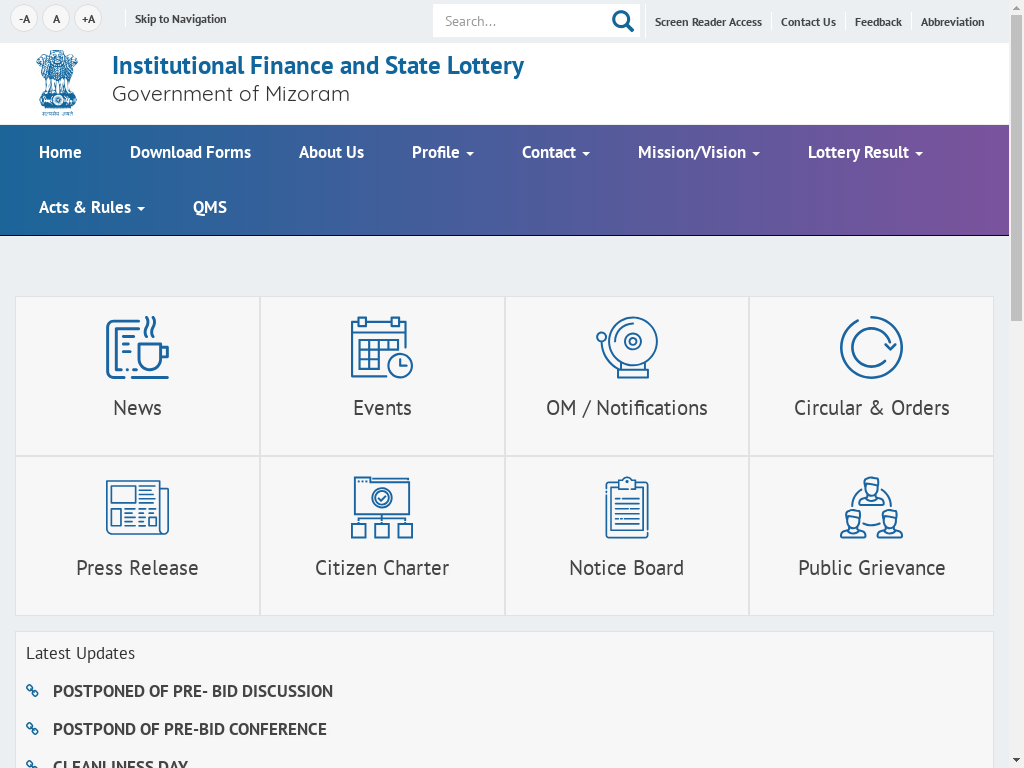 -A A +A Skip to Navigation Search... Screen Reader Access Contact Us Feedback Abbreviation
Institutional Finance and State Lottery
Government of Mizoram
सत्यमेव जयते
Home Download Forms About Us Profile Contact Mission/Vision Lottery Result
Acts & Rules QMS
News Events OM / Notifications Circular & Orders
Press Release Citizen Charter Notice Board Public Grievance
Latest Updates
POSTPONED OF PRE- BID DISCUSSION
POSTPOND OF PRE-BID CONFERENCE
CLEANLINESS DAY